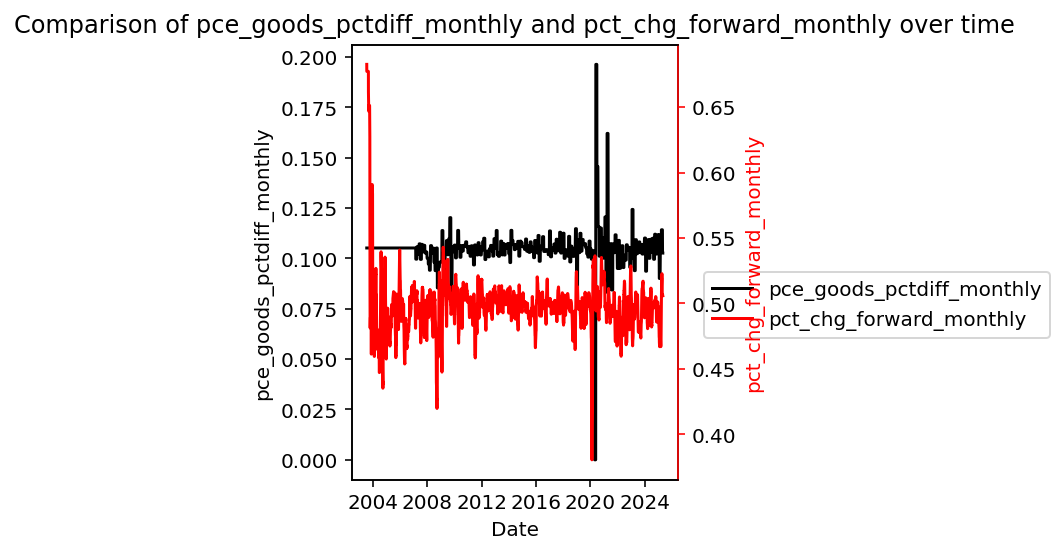 Comparison of pce_goods_pctdiff_monthly and pct_chg_forward_monthly over time
pce_goods_pctdiff_monthly
0.200
0.175
0.150
0.125
0.100
0.075
0.050
0.025
0.000
2004 2008 2012 2016 2020 2024
Date
0.65
0.60
0.55
0.50
0.45
0.40
pct_chg_forward_monthly
pce_goods_pctdiff_monthly
pct_chg_forward_monthly